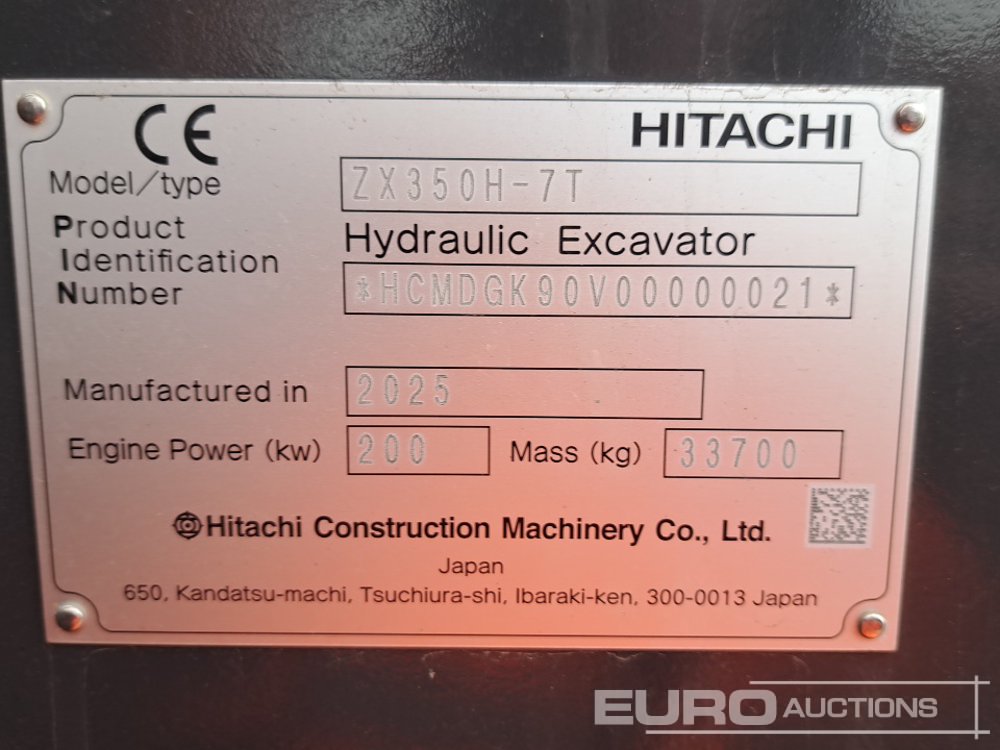 CE HITACHI
Model/type ZX350H-7T
Product Hydraulic Excavator
Identification
Number *HCMDGK90V00000021*
Manufactured in 2025
Engine Power (kw) 200 Mass (kg) 33700
Hitachi Construction Machinery Co., Ltd.
Japan
650, Kandatsu-machi, Tsuchiura-shi, Ibaraki-ken, 300-0013 Japan
EURO AUCTIONS